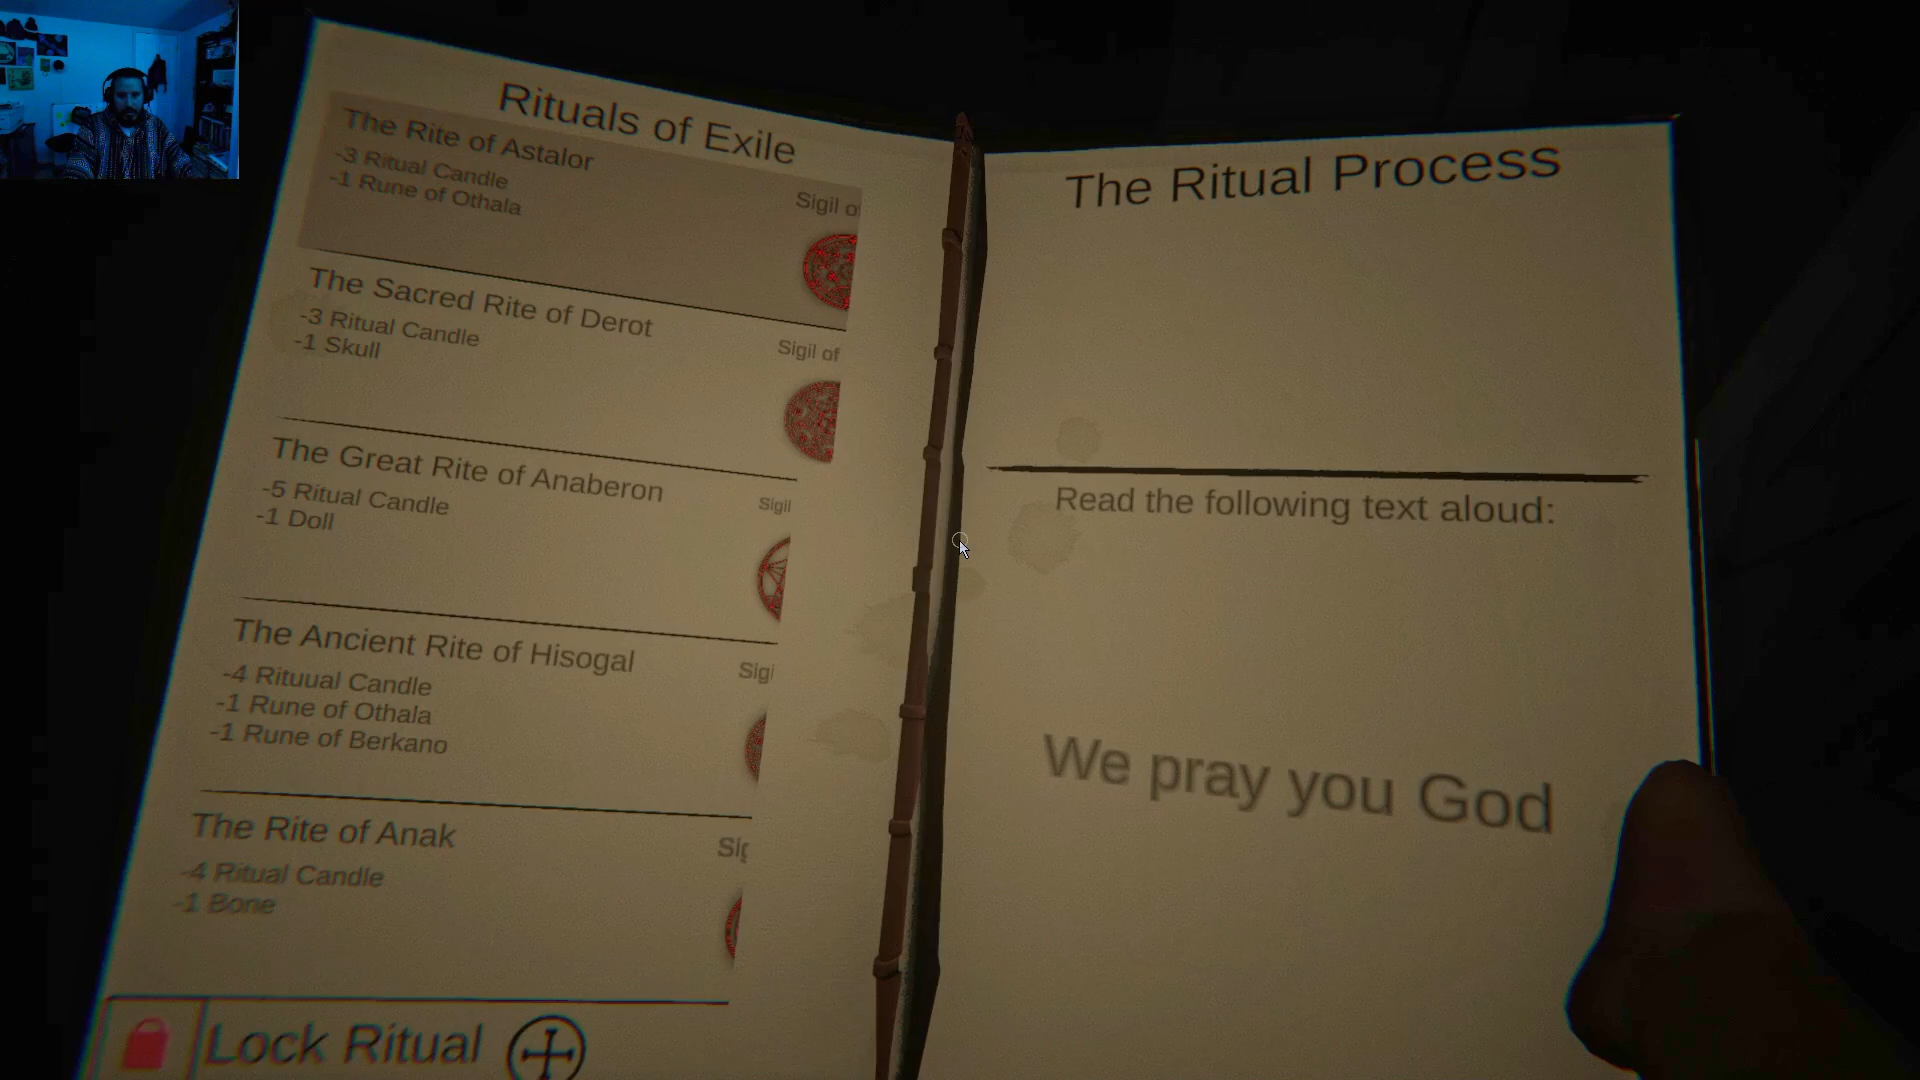 Rituals of Exile
The Rite of Astalor
-3 Ritual Candle
-1 Rune of Othala
Sigil o
The Sacred Rite of Derot
-3 Ritual Candle
-1 Skull
Sigil of
The Great Rite of Anaberon
-5 Ritual Candle
-1 Doll
Sigil
The Ancient Rite of Hisogal
-4 Rituual Candle
-1 Rune of Othala
-1 Rune of Berkano
Sigi
The Rite of Anak
-4 Ritual Candle
-1 Bone
Sig
Lock Ritual
The Ritual Process
Read the following text aloud:
We pray you God